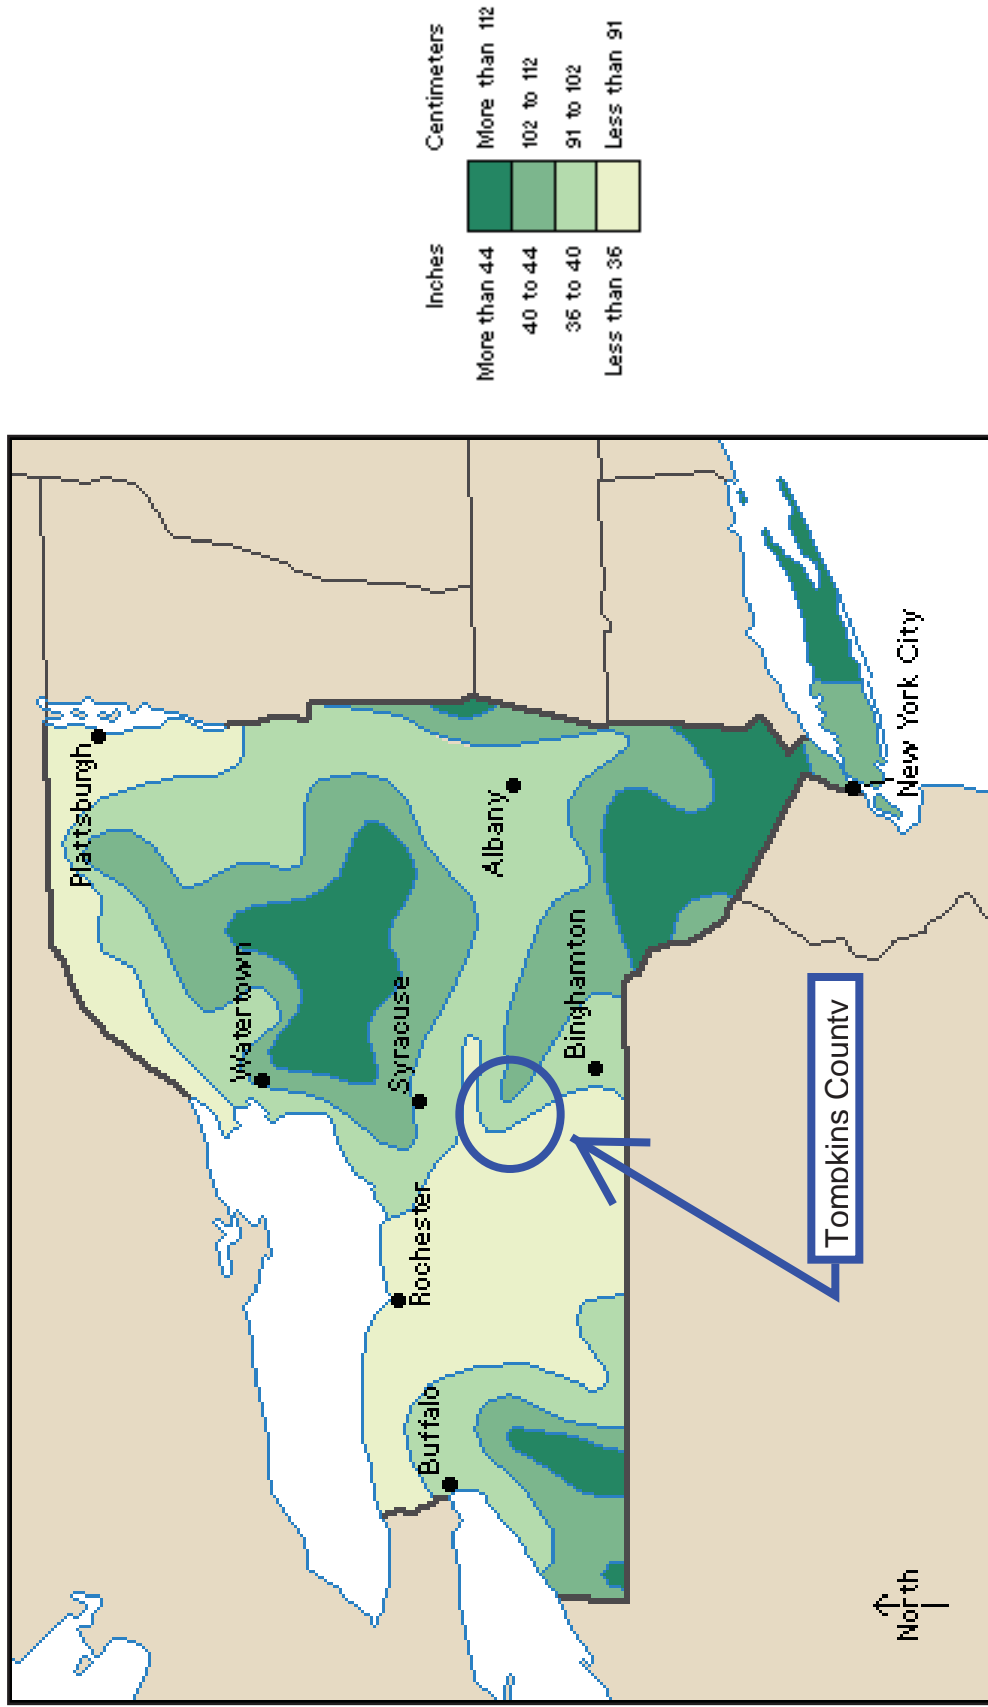 Plattsburgh
Watertown
Syracuse
Rochester
Buffalo
Albany
Binghamton
New York City
Tompkins County
North
Inches Centimeters
More than 44 More than 112
40 to 44 102 to 112
36 to 40 91 to 102
Less than 36 Less than 91